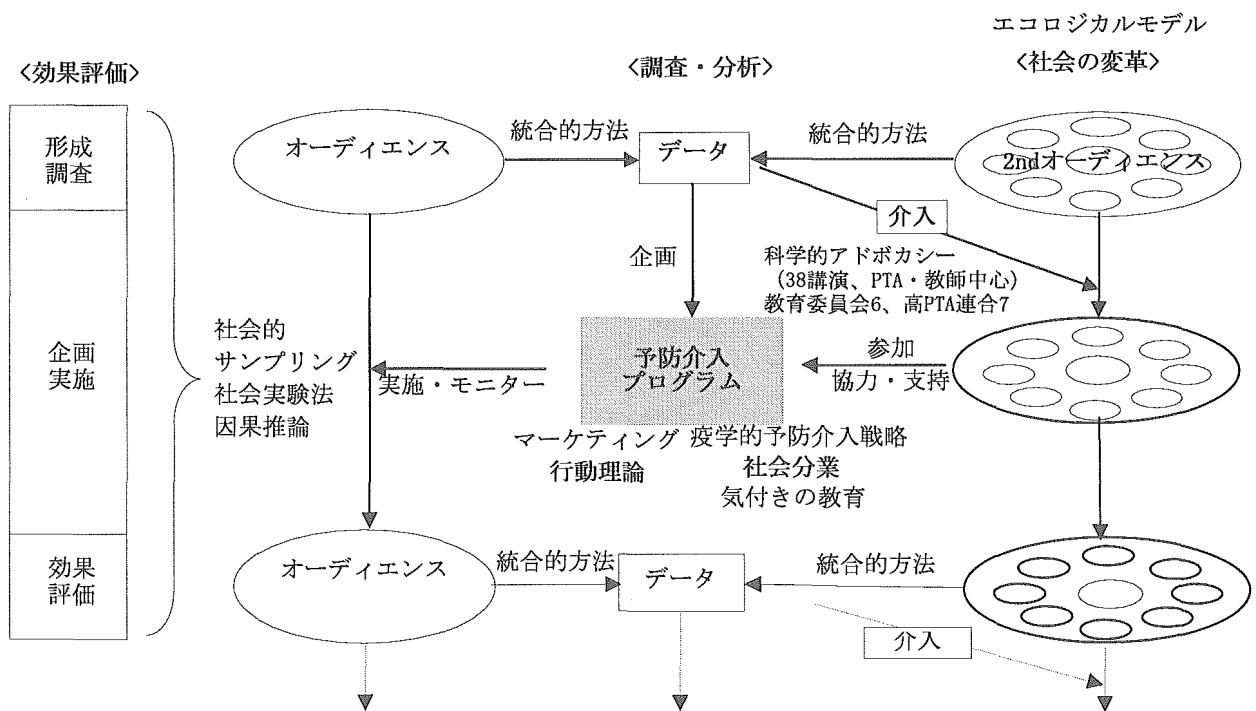 エコロジカルモデル
<効果評価>
<調査・分析>
<社会の変革>
形成
調査
オーディエンス
統合的方法
データ
統合的方法
2ndオーディエンス
介入
企画
科学的アドボカシー
(38講演、PTA・教師中心)
教育委員会6、高PTA連合7
企画
実施
社会的
サンプリング
社会実験法
因果推論
実施・モニター
予防介入
プログラム
参加
協力・支持
マーケティング
行動理論
疫学的予防介入戦略
社会分業
気付きの教育
効果
評価
オーディエンス
統合的方法
データ
統合的方法
介入